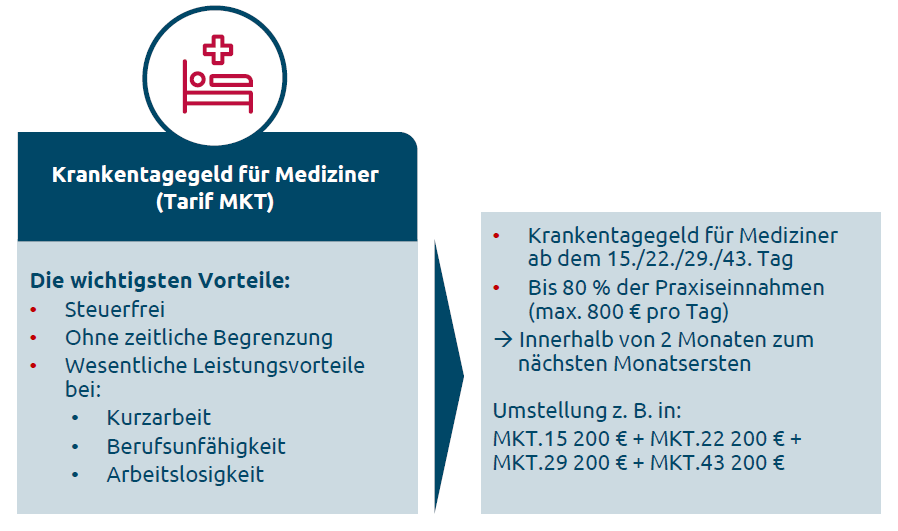 Krankentagegeld für Mediziner
(Tarif MKT)
Die wichtigsten Vorteile:
• Steuerfrei
• Ohne zeitliche Begrenzung
• Wesentliche Leistungsvorteile
bei:
• Kurzarbeit
• Berufsunfähigkeit
• Arbeitslosigkeit
• Krankentagegeld für Mediziner
ab dem 15./22./29./43. Tag
• Bis 80 % der Praxiseinnahmen
(max. 800 € pro Tag)
→ Innerhalb von 2 Monaten zum
nächsten Monatsersten
Umstellung z. B. in:
MKT.15 200 € + MKT.22 200 € +
MKT.29 200 € + MKT.43 200 €